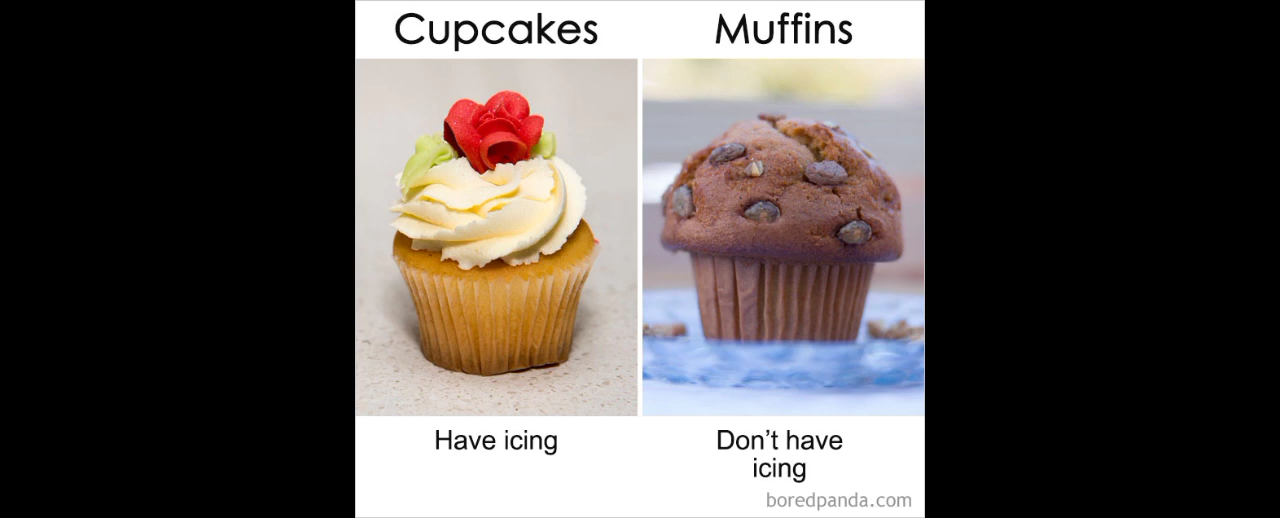 Cupcakes
Muffins
Have icing
Don't have
icing
boredpanda.com